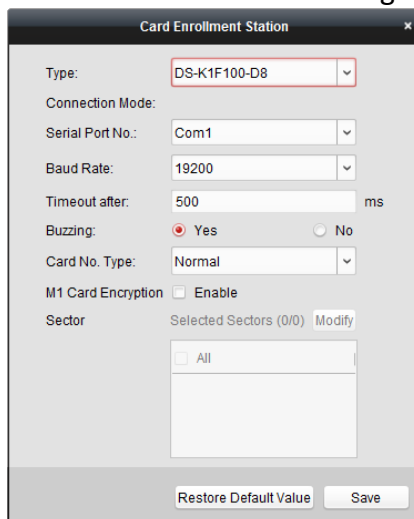 Card Enrollment Station ×
Type: DS-K1F100-D8
Connection Mode:
Serial Port No.: Com1
Baud Rate: 19200
Timeout after: 500 ms
Buzzing: Yes No
Card No. Type: Normal
M1 Card Encryption Enable
Sector Selected Sectors (0/0) Modify
All
Restore Default Value Save